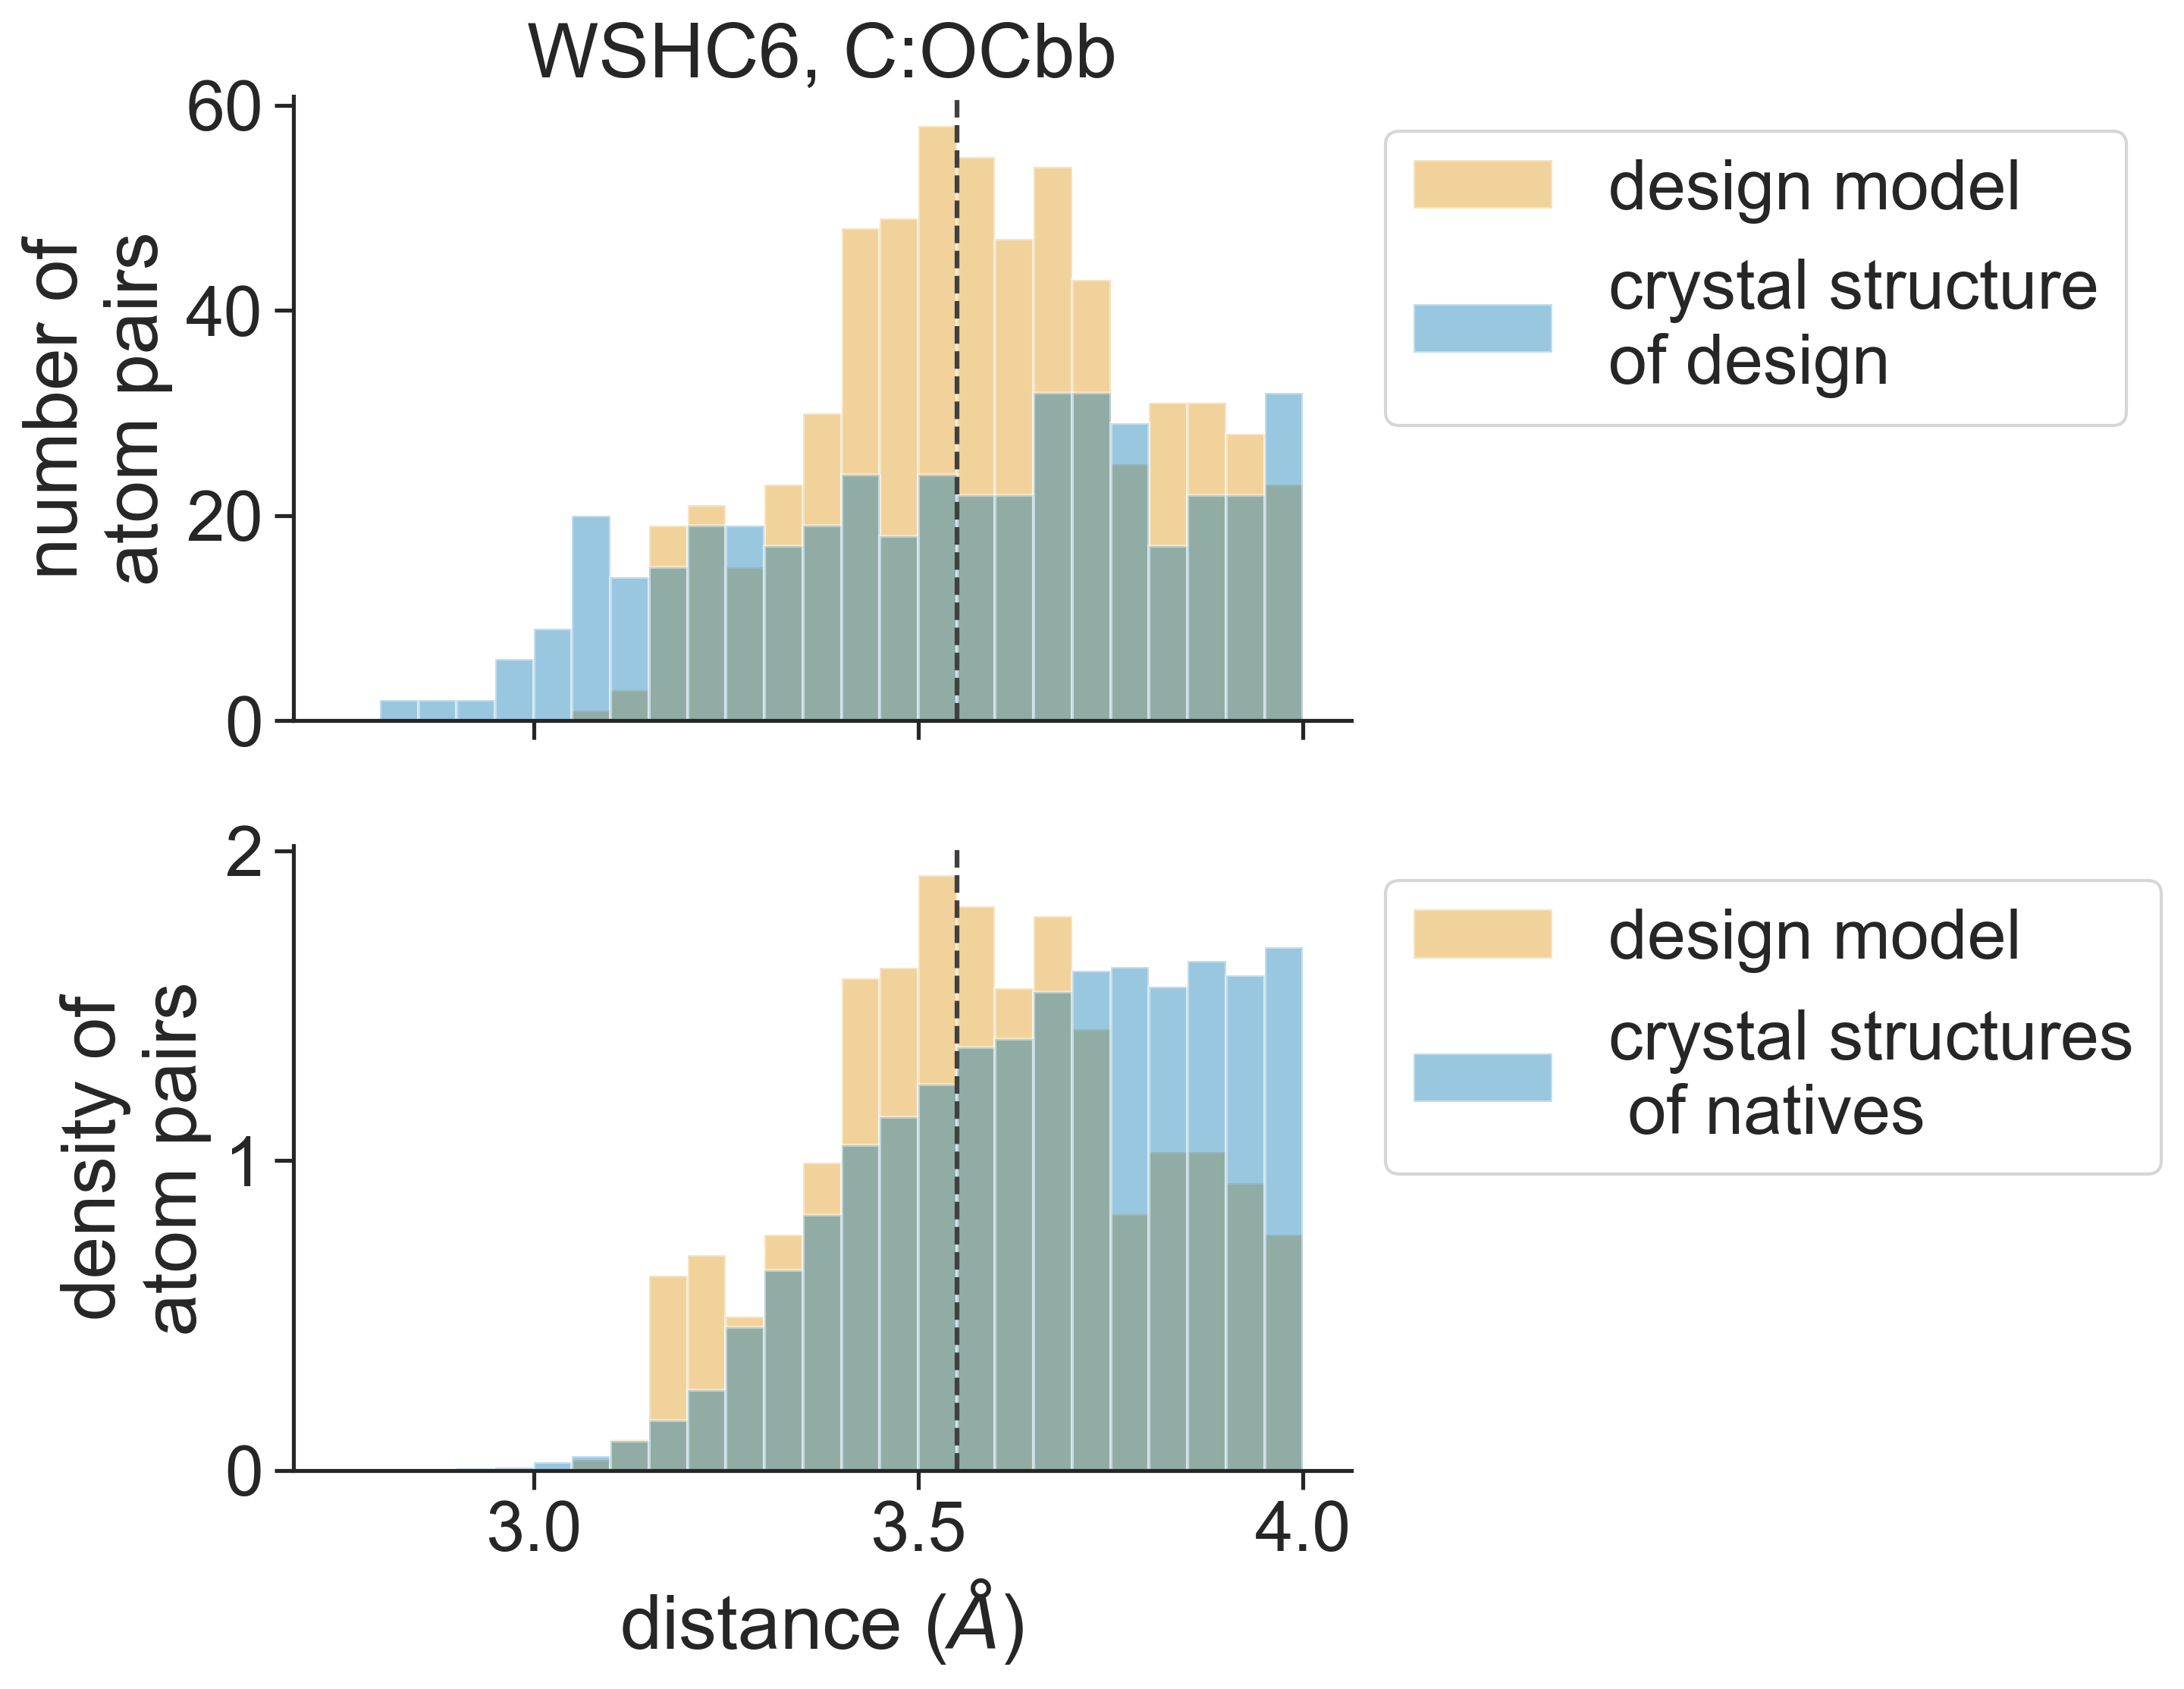 WSHC6, C:OCbb
60
40
20
0
number of
atom pairs
design model
crystal structure
of design
2
1
0
density of
atom pairs
design model
crystal structures
of natives
3.0
3.5
4.0
distance (Å)